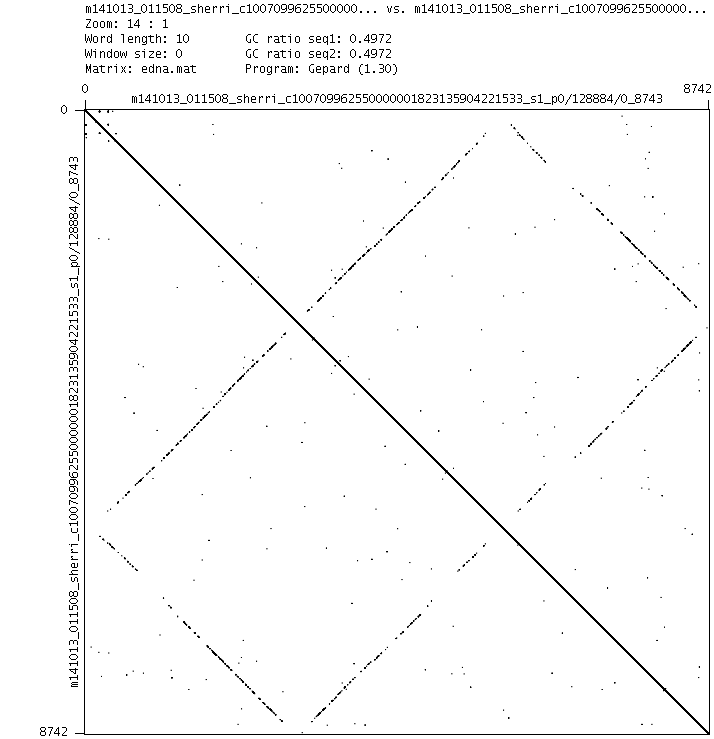 m141013_011508_sherri_c1007099625500000... vs. m141013_011508_sherri_c1007099625500000...
Zoom: 14 : 1
Word length: 10 GC ratio seq1: 0.4972
Window size: 0 GC ratio seq2: 0.4972
Matrix: edna.mat Program: Gepard (1.30)
0 8742
m141013_011508_sherri_c100709962550000001823135904221533_s1_p0/128884/0_8743
0
m141013_011508_sherri_c100709962550000001823135904221533_s1_p0/128884/0_8743
8742